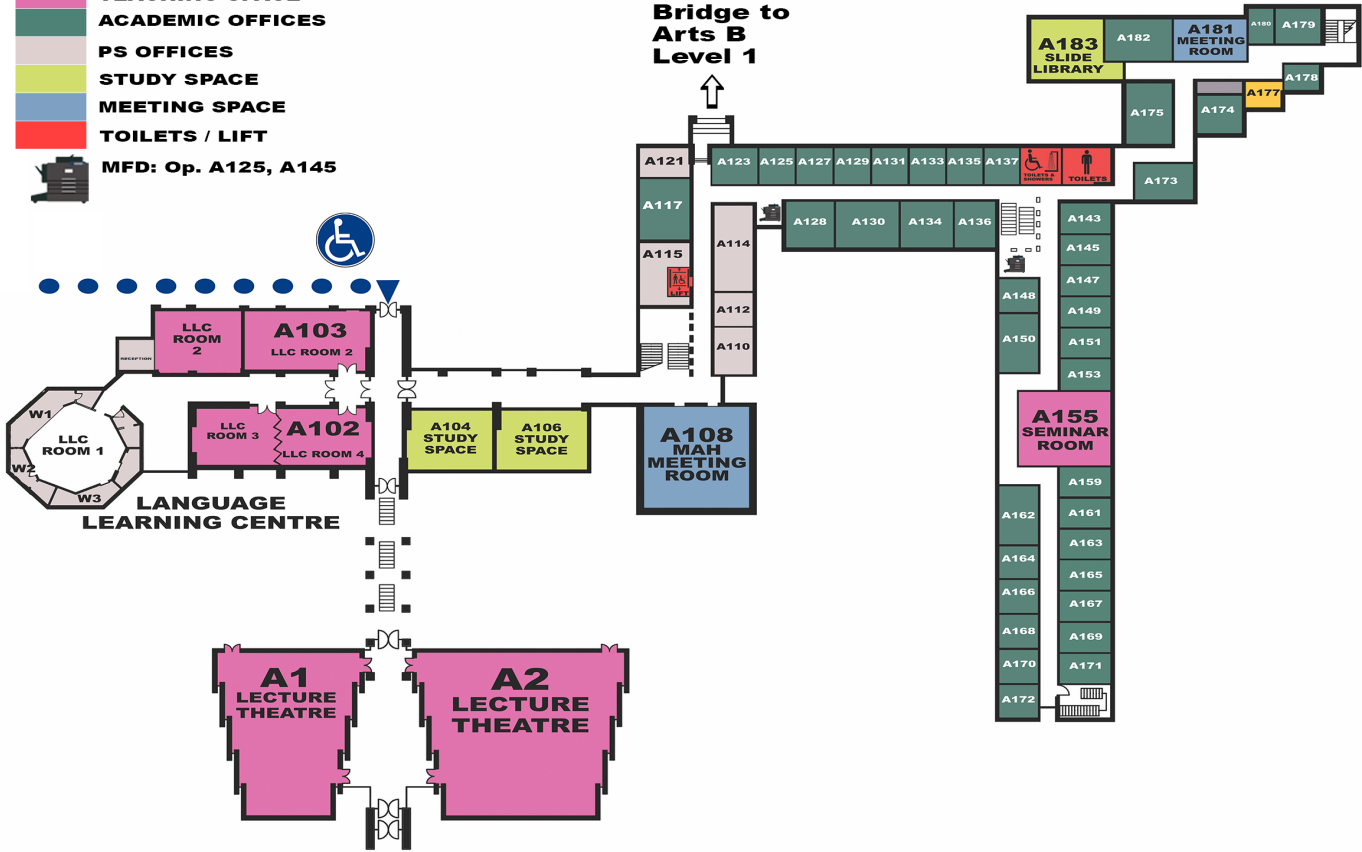 ACADEMIC OFFICES
PS OFFICES
STUDY SPACE
MEETING SPACE
TOILETS / LIFT
MFD: Op. A125, A145
Bridge to
Arts B
Level 1
A183
SLIDE
LIBRARY
A182
A181
MEETING
ROOM
A180
A179
A178
A177
A174
A175
A173
A121
A123
A125
A127
A129
A131
A133
A135
A137
TOILETS &
SHOWERS
TOILETS
A117
A115
LIFT
A114
A112
A110
A128
A130
A134
A136
A143
A145
A147
A149
A151
A153
A148
A150
A155
SEMINAR
ROOM
A159
A161
A163
A165
A167
A169
A171
A162
A164
A166
A168
A170
A172
LLC
ROOM
2
A103
LLC ROOM 2
RECEPTION
W1
LLC
ROOM 1
W2
W3
LLC
ROOM 3
A102
LLC ROOM 4
A104
STUDY
SPACE
A106
STUDY
SPACE
A108
MAH
MEETING
ROOM
LANGUAGE
LEARNING CENTRE
A1
LECTURE
THEATRE
A2
LECTURE
THEATRE